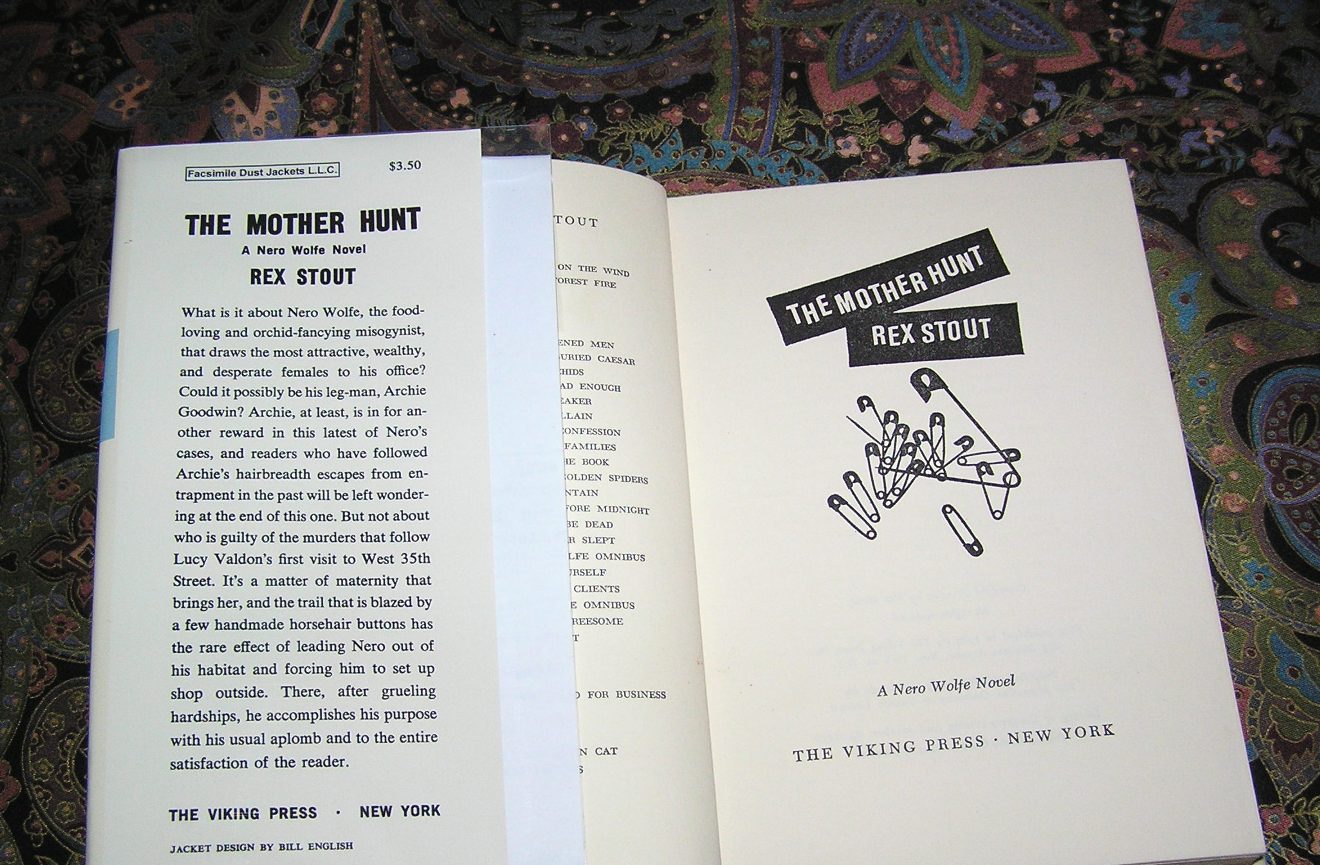 Facsimile Dust Jackets L.L.C.
$3.50
THE MOTHER HUNT
A Nero Wolfe Novel
REX STOUT
What is it about Nero Wolfe, the food-
loving and orchid-fancying misogynist,
that draws the most attractive, wealthy,
and desperate females to his office?
Could it possibly be his leg-man, Archie
Goodwin? Archie, at least, is in for an-
other reward in this latest of Nero's
cases, and readers who have followed
Archie's hairbreadth escapes from en-
trapment in the past will be left wonder-
ing at the end of this one. But not about
who is guilty of the murders that follow
Lucy Valdon's first visit to West 35th
Street. It's a matter of maternity that
brings her, and the trail that is blazed by
a few handmade horsehair buttons has
the rare effect of leading Nero out of
his habitat and forcing him to set up
shop outside. There, after grueling
hardships, he accomplishes his purpose
with his usual aplomb and to the entire
satisfaction of the reader.
THE VIKING PRESS · NEW YORK
JACKET DESIGN BY BILL ENGLISH
TOUT
ON THE WIND
OREST FIRE
ENED MEN
URIED CAESAR
HIDS
AD ENOUGH
EAKER
LLAIN
CONFESSION
FAMILIES
HE BOOK
OLDEN SPIDERS
NTAIN
FORE MIDNIGHT
BE DEAD
R SLEPT
LFE OMNIBUS
URSELF
CLIENTS
E OMNIBUS
REESOME
T
D FOR BUSINESS
N CAT
S
THE MOTHER HUNT
REX STOUT
A Nero Wolfe Novel
THE VIKING PRESS · NEW YORK